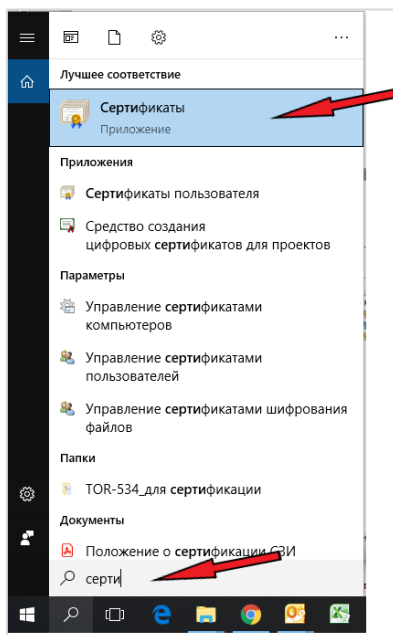 Лучшее соответствие
Сертификаты
Приложение
Приложения
Сертификаты пользователя
Средство создания
цифровых сертификатов для проектов
Параметры
Управление сертификатами
компьютеров
Управление сертификатами
пользователей
Управление сертификатами шифрования
файлов
Папки
TOR-534_для сертификации
Документы
Положение о сертификации СЗИ
серти